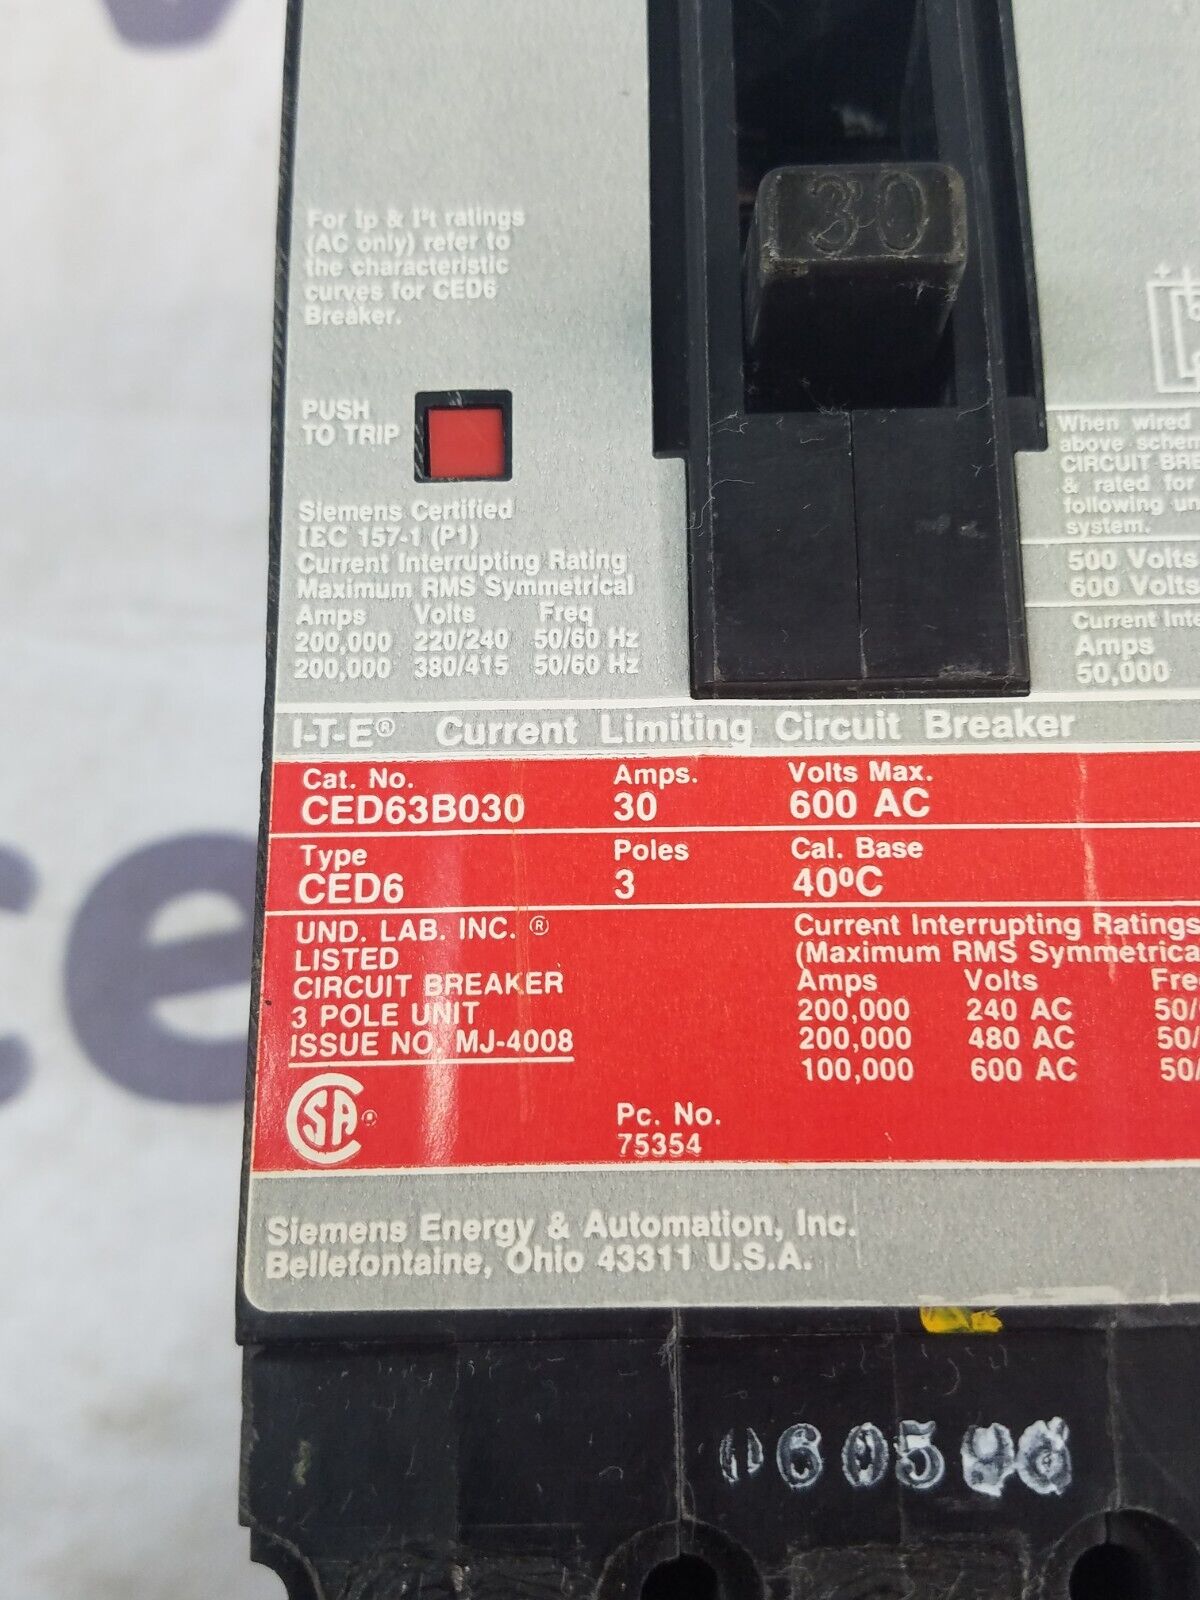 30
For Ip & I²t ratings
(AC only) refer to
the characteristic
curves for CED6
Breaker.
PUSH
TO TRIP
Siemens Certified
IEC 157-1 (P1)
Current Interrupting Rating
Maximum RMS Symmetrical
Amps Volts Freq
200,000 220/240 50/60 Hz
200,000 380/415 50/60 Hz
When wired
above
CIRCUIT
& rated for
following
system.
500 Volts
600 Volts
Current
Amps
50,000
I-T-E® Current Limiting Circuit Breaker
Cat. No. Amps. Volts Max.
CED63B030 30 600 AC
Type Poles Cal. Base
CED6 3 40ºC
UND. LAB. INC. ®
LISTED
CIRCUIT BREAKER
3 POLE UNIT
ISSUE NO. MJ-4008
Current Interrupting Ratings
(Maximum RMS
Amps Volts
200,000 240 AC 50/
200,000 480 AC 50/
100,000 600 AC 50/
CSA ®
Pc. No.
75354
Siemens Energy & Automation, Inc.
Bellefontaine, Ohio 43311 U.S.A.
ce